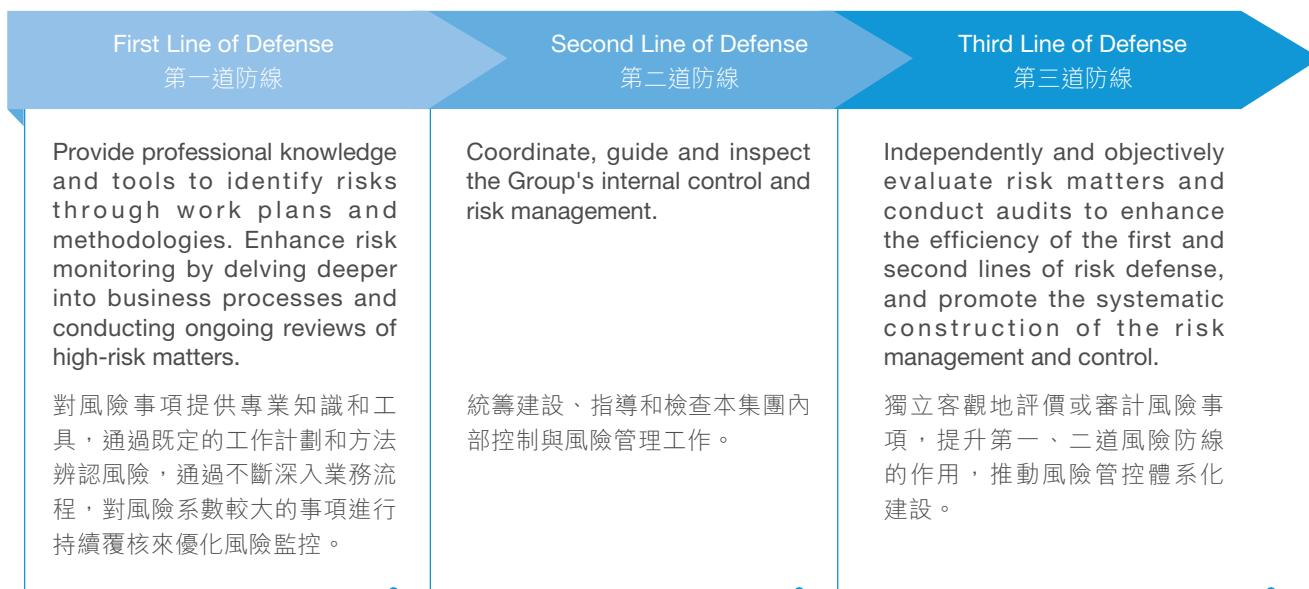 First Line of Defense
第一道防線
Second Line of Defense
第二道防線
Third Line of Defense
第三道防線
Provide professional knowledge
and tools to identify risks
through work plans and
methodologies. Enhance risk
monitoring by delving deeper
into business processes and
conducting ongoing reviews of
high-risk matters.
對風險事項提供專業知識和工
具，通過既定的工作計劃和方法
辨認風險，通過不斷深入業務流
程，對風險系數較大的事項進行
持續覆核來優化風險監控。
Coordinate, guide and inspect
the Group's internal control and
risk management.
統籌建設、指導和檢查本集團內
部控制與風險管理工作。
Independently and objectively
evaluate risk matters and
conduct audits to enhance
the efficiency of the first and
second lines of risk defense,
and promote the systematic
construction of the risk
management and control.
獨立客觀地評價或審計風險事
項，提升第一、二道風險防線
的作用，推動風險管控體系化
建設。